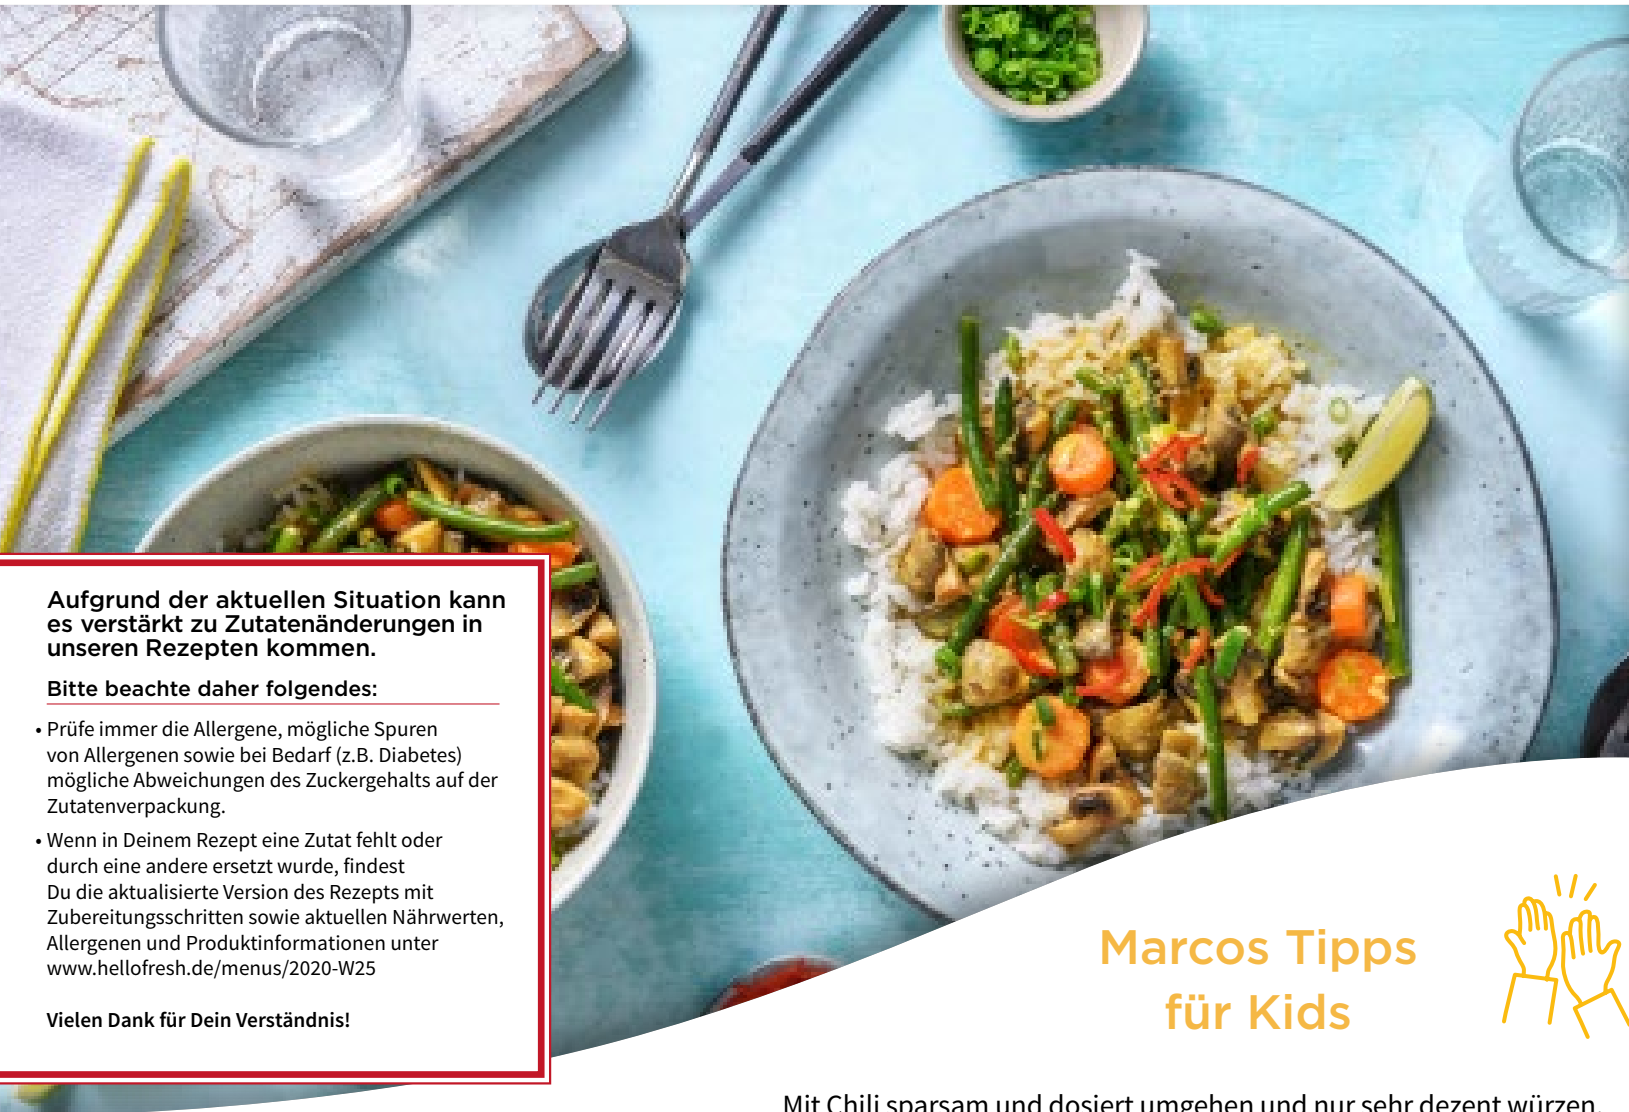 Aufgrund der aktuellen Situation kann
es verstärkt zu Zutatenänderungen in
unseren Rezepten kommen.
Bitte beachte daher folgendes:
• Prüfe immer die Allergene, mögliche Spuren
von Allergenen sowie bei Bedarf (z.B. Diabetes)
mögliche Abweichungen des Zuckergehalts auf der
Zutatenverpackung.
• Wenn in Deinem Rezept eine Zutat fehlt oder
durch eine andere ersetzt wurde, findest
Du die aktualisierte Version des Rezepts mit
Zubereitungsschritten sowie aktuellen Nährwerten,
Allergenen und Produktinformationen unter
www.hellofresh.de/menus/2020-W25
Vielen Dank für Dein Verständnis!
Marcos Tipps
für Kids
Mit Chili sparsam und dosiert umgehen und nur sehr dezent würzen.